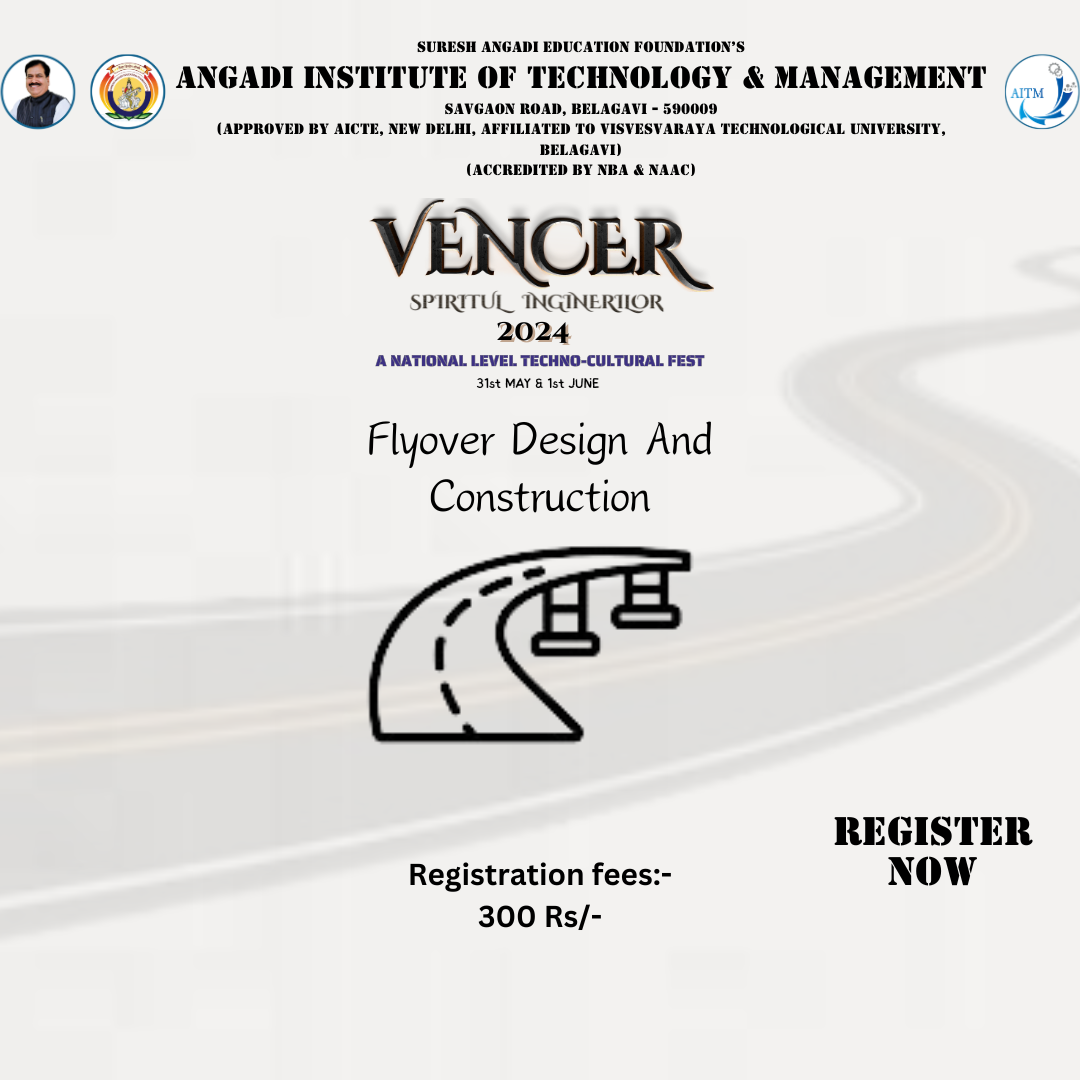 SURESH ANGADI EDUCATION FOUNDATION'S
ANGADI INSTITUTE OF TECHNOLOGY & MANAGEMENT
SAVGAON ROAD, BELAGAVI - 590009
(APPROVED BY AICTE, NEW DELHI, AFFILIATED TO VISVESVARAYA TECHNOLOGICAL UNIVERSITY,
BELAGAVI)
(ACCREDITED BY NBA & NAAC)
AITM
VENCER
SPIRITUL INGINERILOR
2024
A NATIONAL LEVEL TECHNO-CULTURAL FEST
31st MAY & 1st JUNE
Flyover Design And
Construction
REGISTER
NOW
Registration fees:-
300 Rs/-